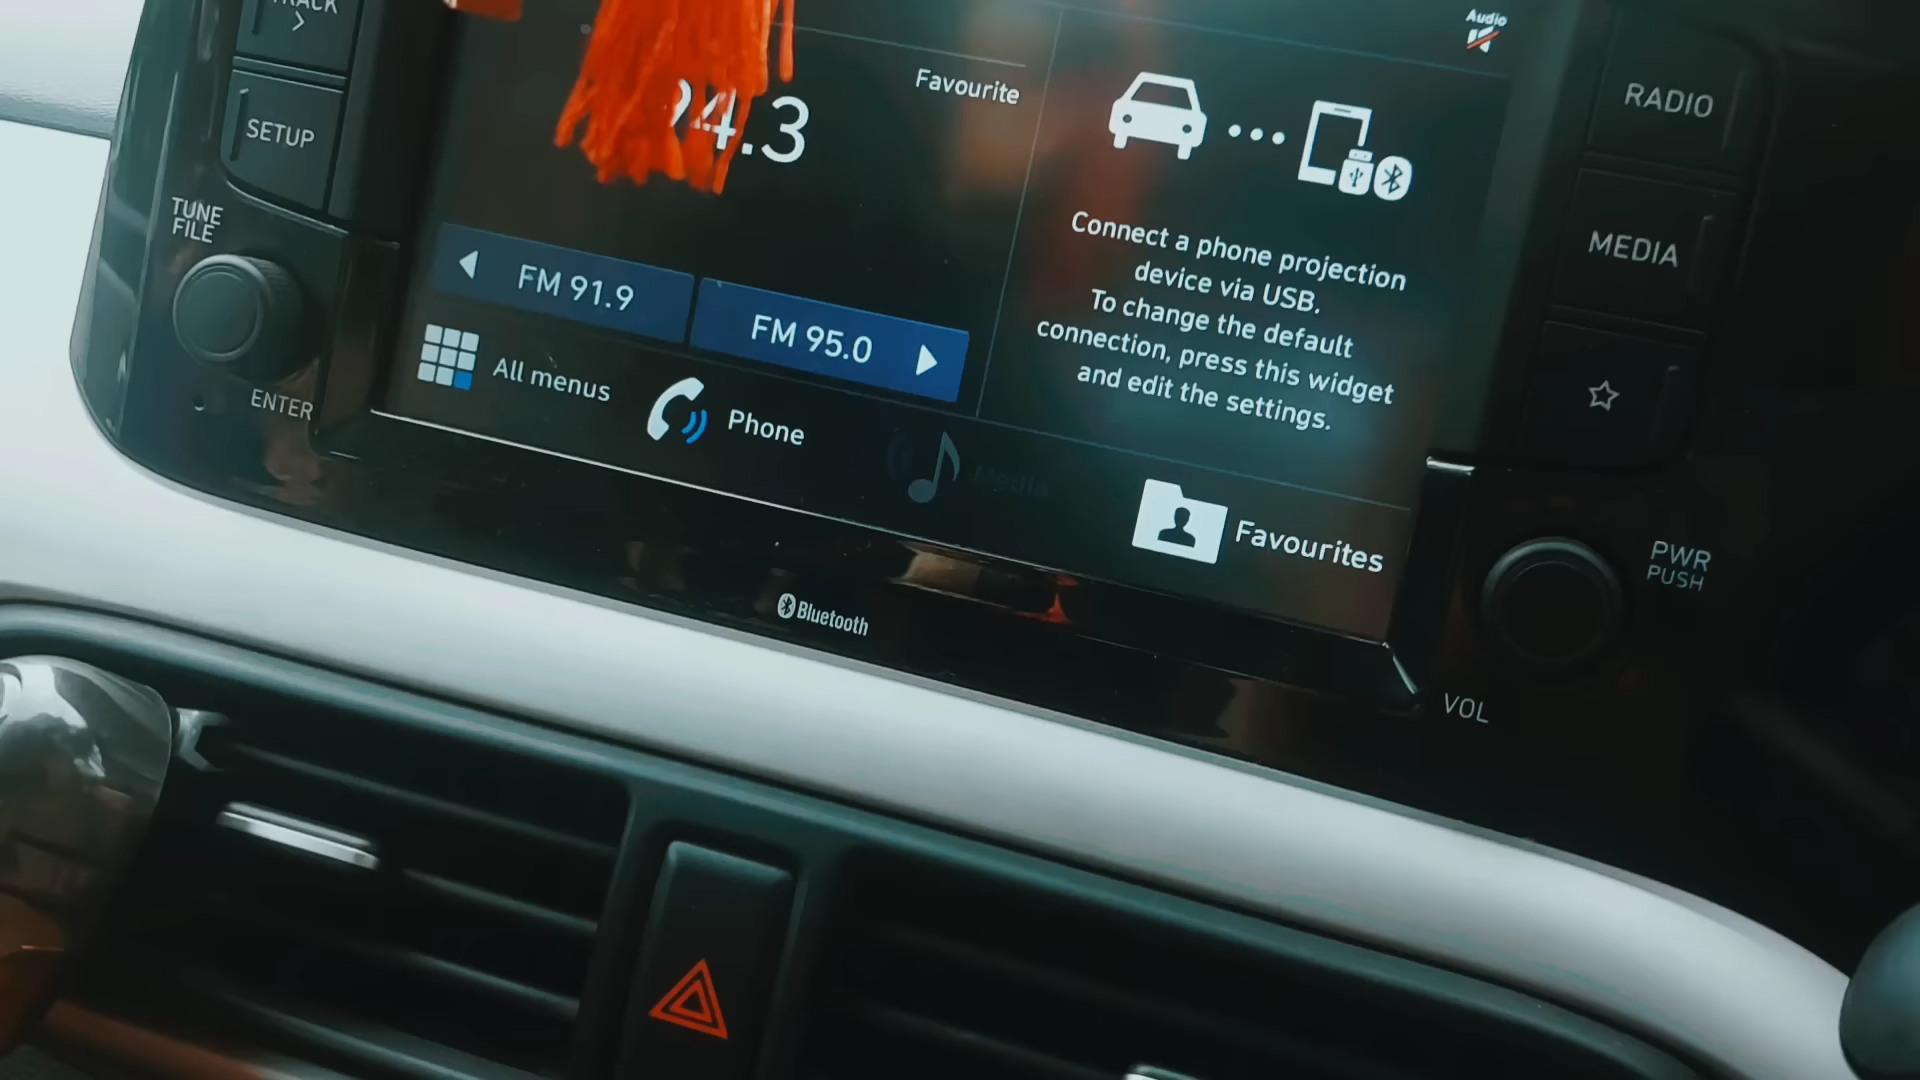 TRACK
SETUP
TUNE
FILE
ENTER
Audio
Favourite
94.3
FM 91.9
FM 95.0
Connect a phone projection
device via USB.
To change the default
connection, press this widget
and edit the settings.
All menus
Phone
Media
Favourites
Bluetooth
RADIO
MEDIA
PWR
PUSH
VOL